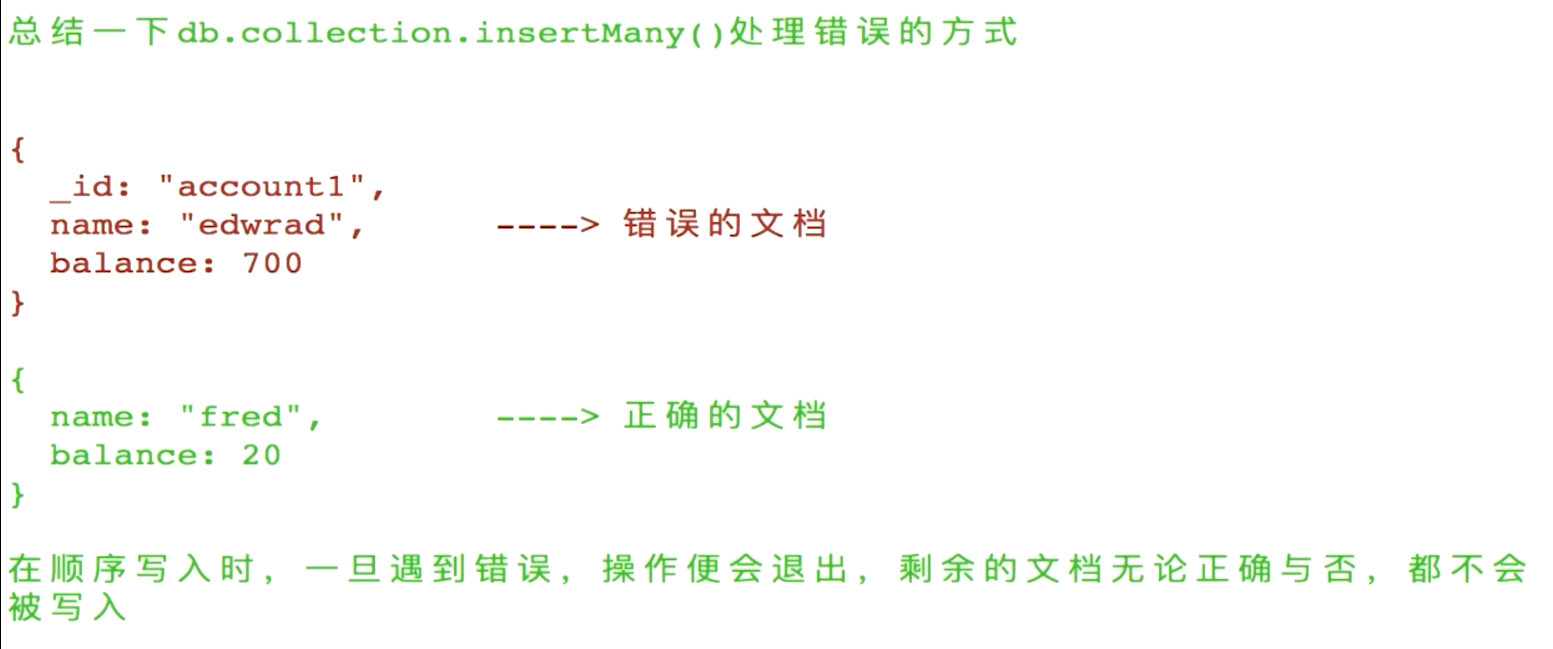 总结一下db.collection.insertMany()处理错误的方式
{
_id: "account1",
name: "edwrad",      ----> 错误的文档
balance: 700
}
{
name: "fred",        ----> 正确的文档
balance: 20
}
在顺序写入时，一旦遇到错误，操作便会退出，剩余的文档无论正确与否，都不会
被写入